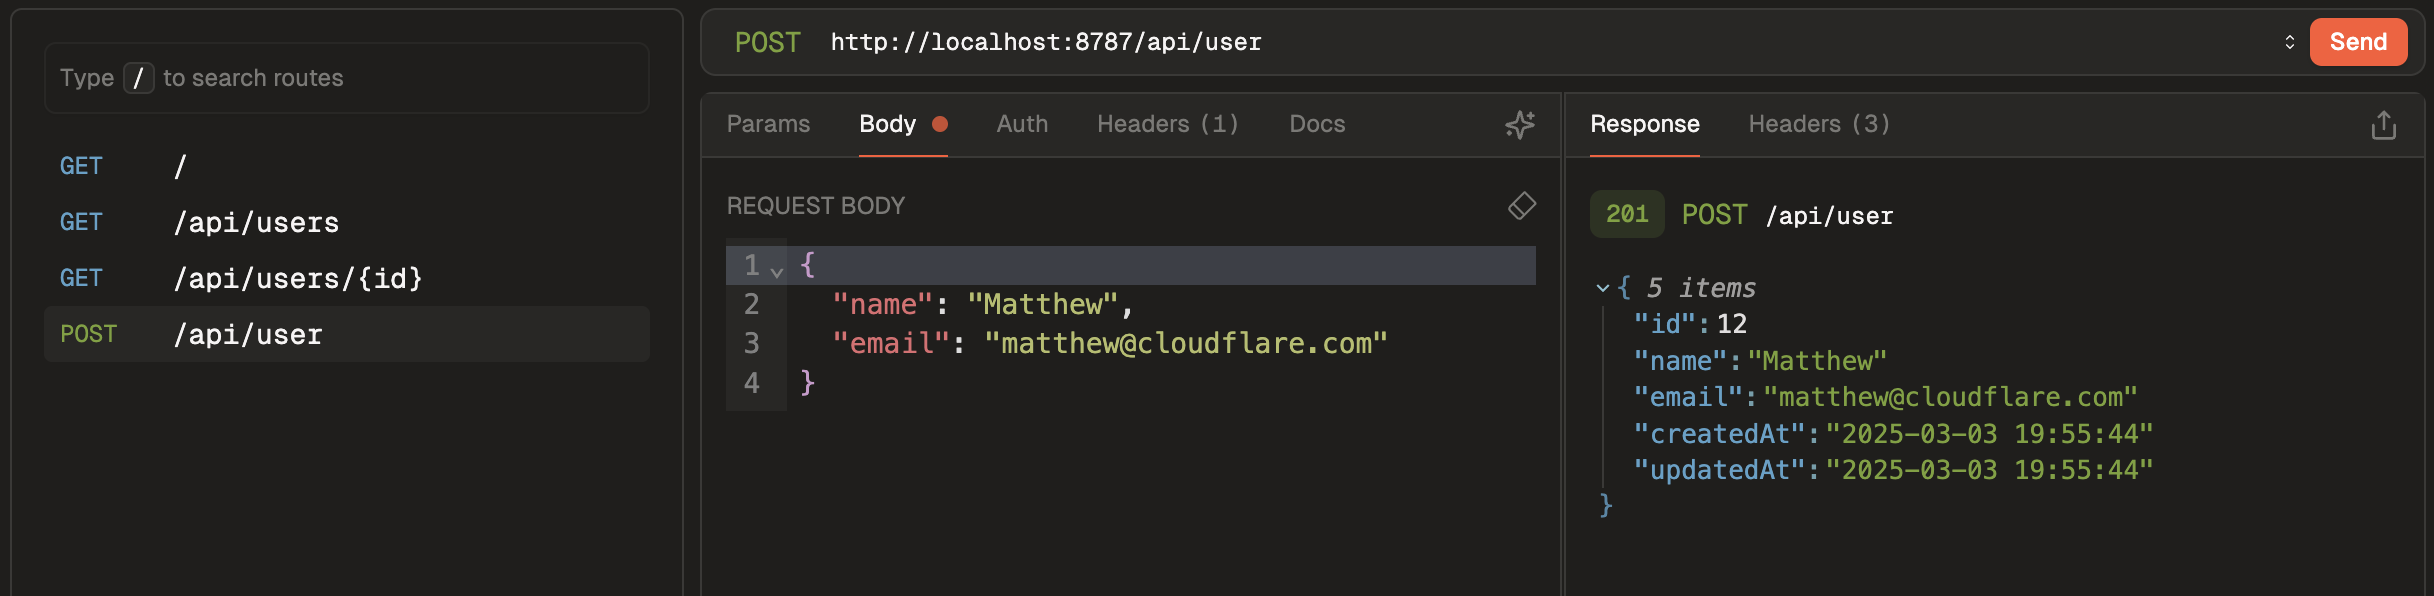 Type / to search routes
GET /
GET /api/users
GET /api/users/{id}
POST /api/user
POST http://localhost:8787/api/user Send
Params Body Auth Headers (1) Docs
REQUEST BODY
1 {
2 "name": "Matthew",
3 "email": "matthew@cloudflare.com"
4 }
Response Headers (3)
201 POST /api/user
{ 5 items
"id":12
"name":"Matthew"
"email":"matthew@cloudflare.com"
"createdAt":"2025-03-03 19:55:44"
"updatedAt":"2025-03-03 19:55:44"
}